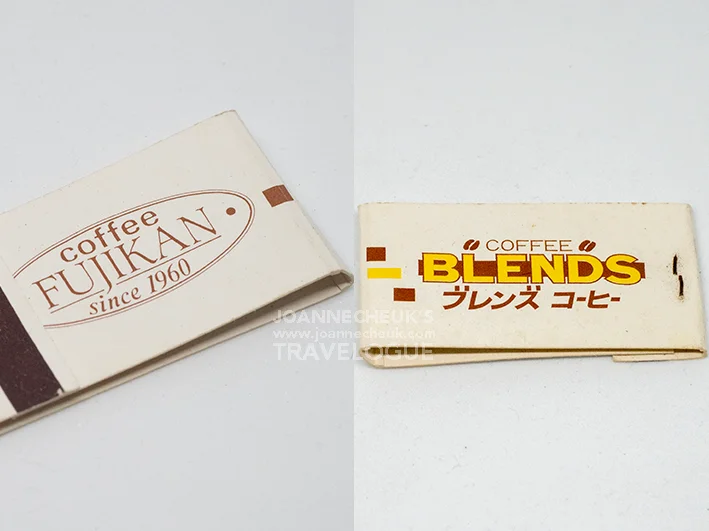 coffee
FUJIKAN
since 1960
COFFEE
BLENDS
ブレンズ コーヒー
JOANNECHEUK'S
www.joannecheuk.com
TRAVELOGUE